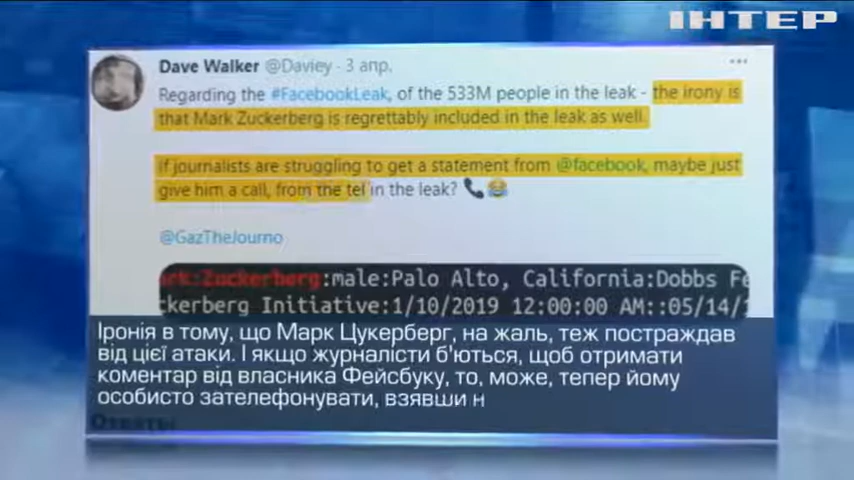 ІНТЕР
Dave Walker @Daviey · 3 апр.
Regarding the #FacebookLeak, of the 533M people in the leak - the irony is
that Mark Zuckerberg is regrettably included in the leak as well.
If journalists are struggling to get a statement from @facebook, maybe just
give him a call, from the tel in the leak? 📞😂
@GazTheJourno
ark:Zuckerberg:male:Palo Alto, California:Dobbs Fe
ckerberg Initiative:1/10/2019 12:00:00 AM::05/14/1
Іронія в тому, що Марк Цукерберг, на жаль, теж постраждав
від цієї атаки. І якщо журналісти б'ються, щоб отримати
коментар від власника Фейсбуку, то, може, тепер йому
особисто зателефонувати, взявши н
Ответы